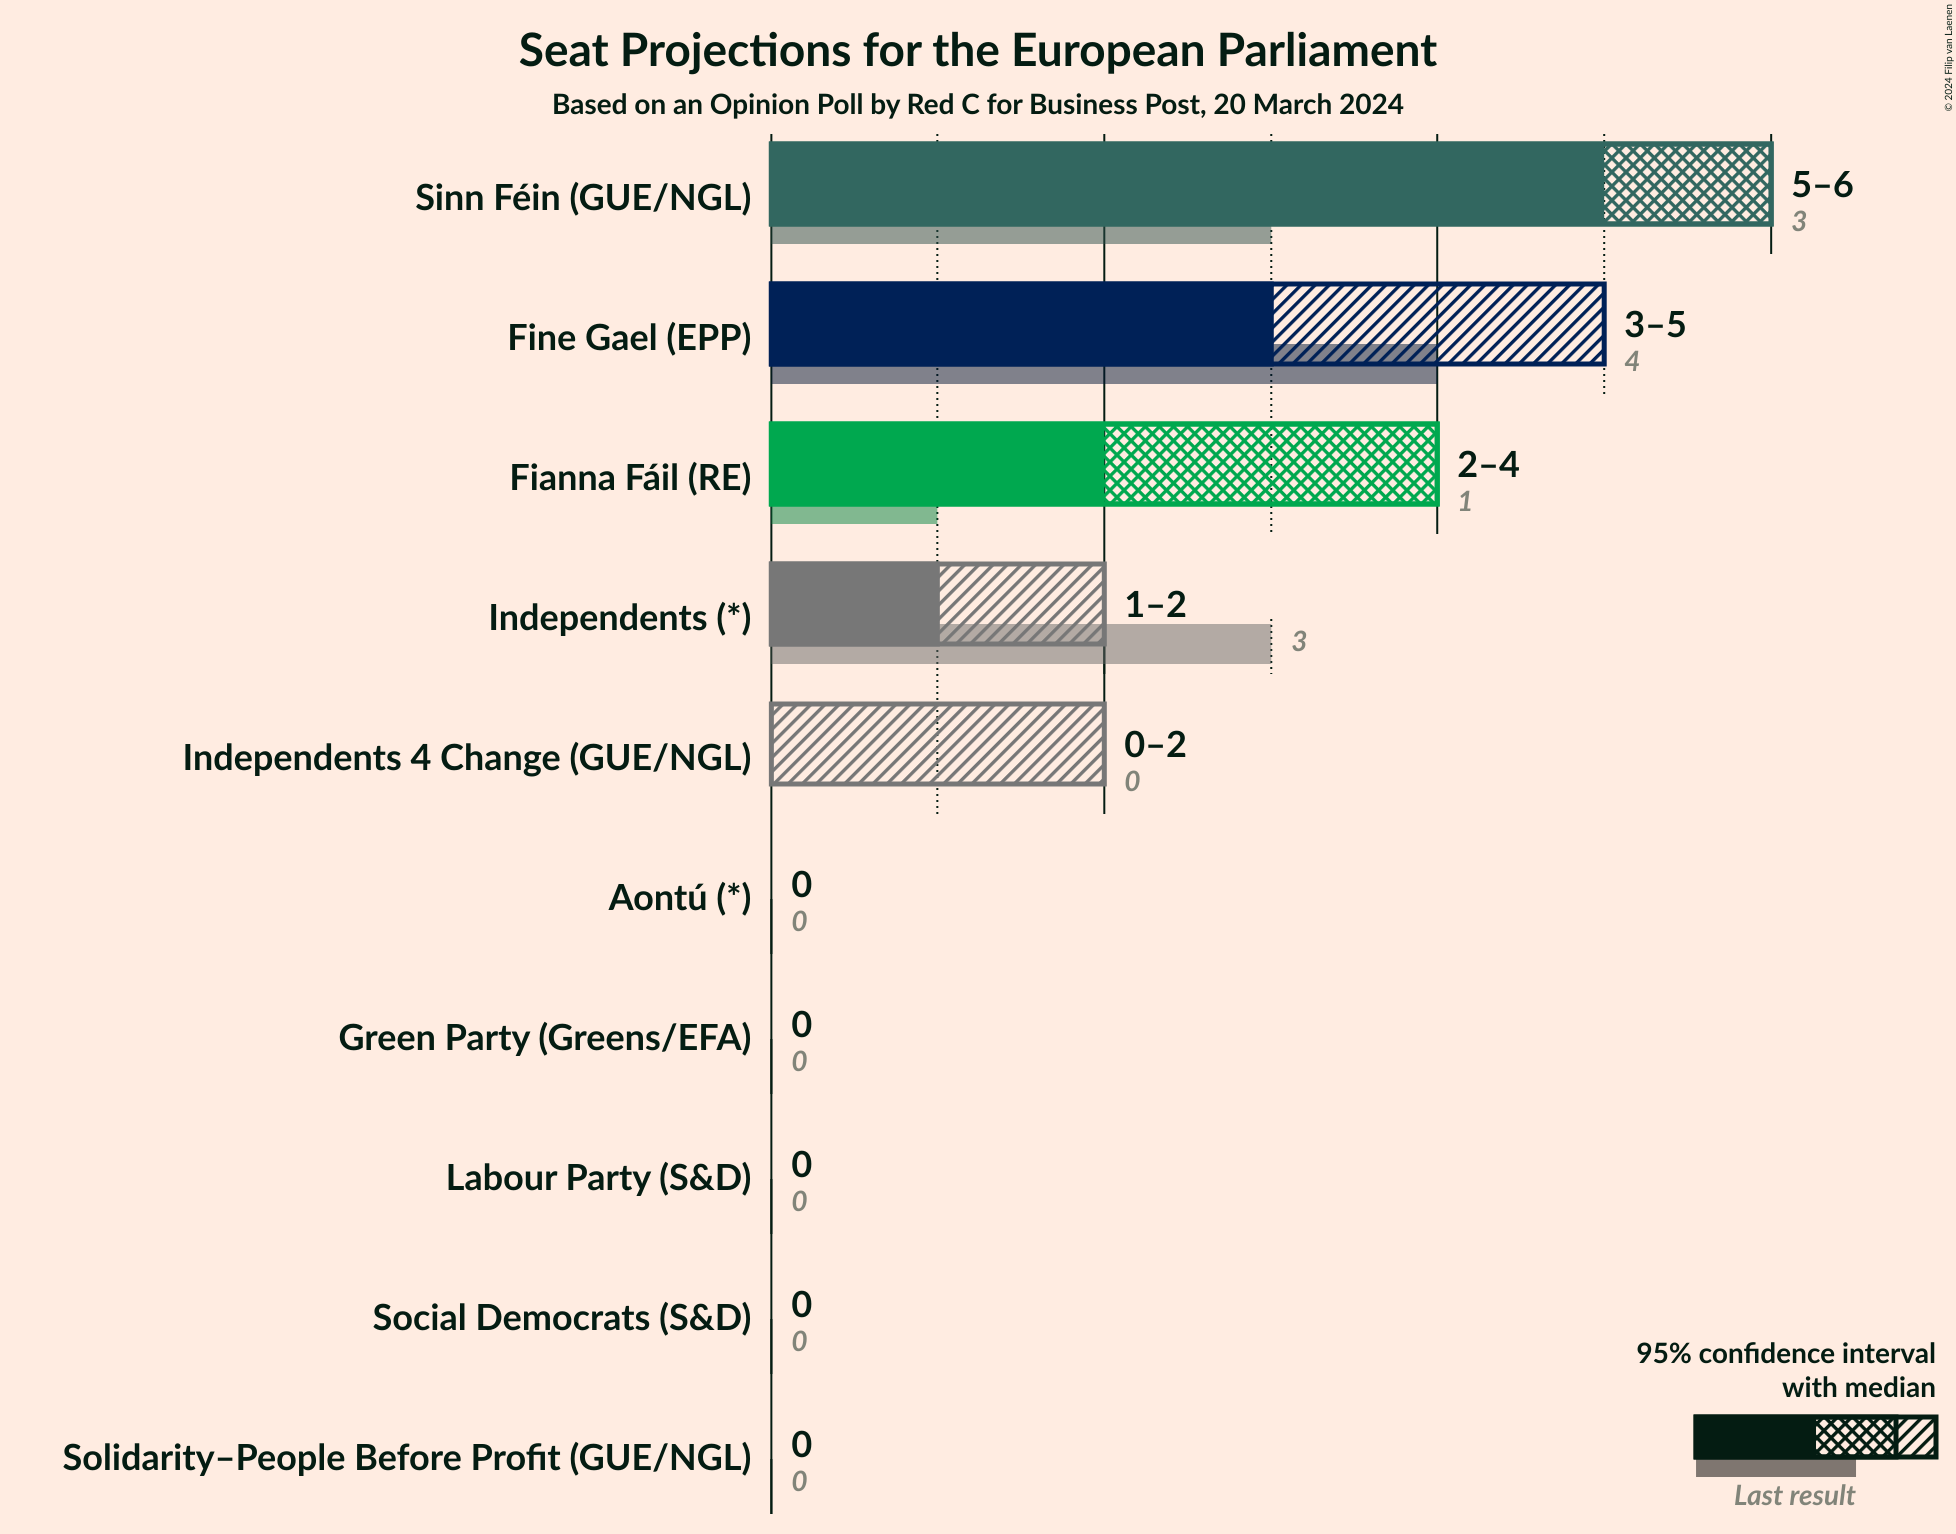 Seat Projections for the European Parliament
Based on an Opinion Poll by Red C for Business Post, 20 March 2024
© 2024 Filip van Laenen
Sinn Féin (GUE/NGL)
5–6
3
Fine Gael (EPP)
3–5
4
Fianna Fáil (RE)
2–4
1
Independents (*)
1–2
3
Independents 4 Change (GUE/NGL)
0–2
0
Aontú (*)
0
0
Green Party (Greens/EFA)
0
0
Labour Party (S&D)
0
0
Social Democrats (S&D)
0
0
Solidarity–People Before Profit (GUE/NGL)
0
0
95% confidence interval
with median
Last result